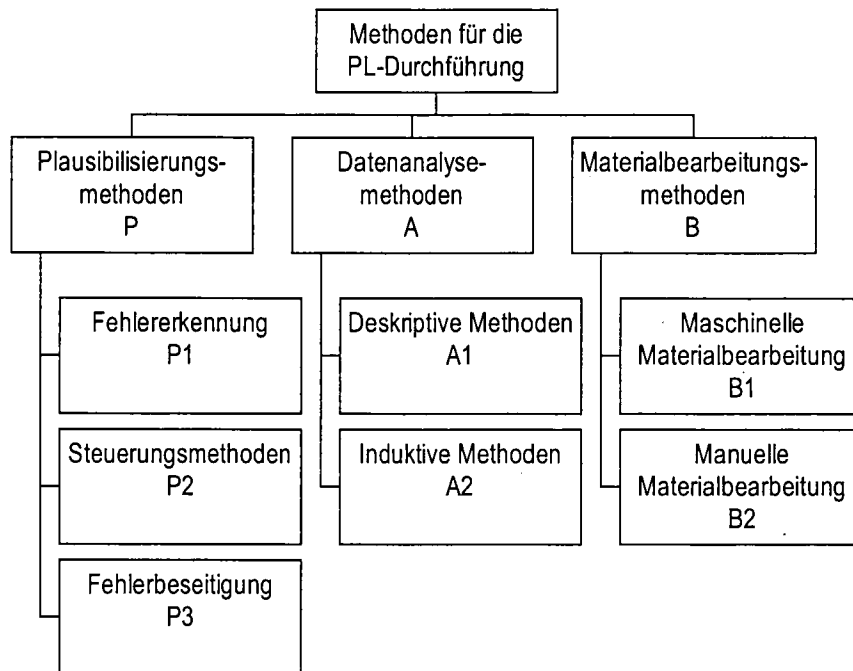 Methoden für die
PL-Durchführung
Plausibilisierungs-
methoden
P
Datenanalyse-
methoden
A
Materialbearbeitungs-
methoden
B
Fehlererkennung
P1
Deskriptive Methoden
A1
Maschinelle
Materialbearbeitung
B1
Steuerungsmethoden
P2
Induktive Methoden
A2
Manuelle
Materialbearbeitung
B2
Fehlerbeseitigung
P3